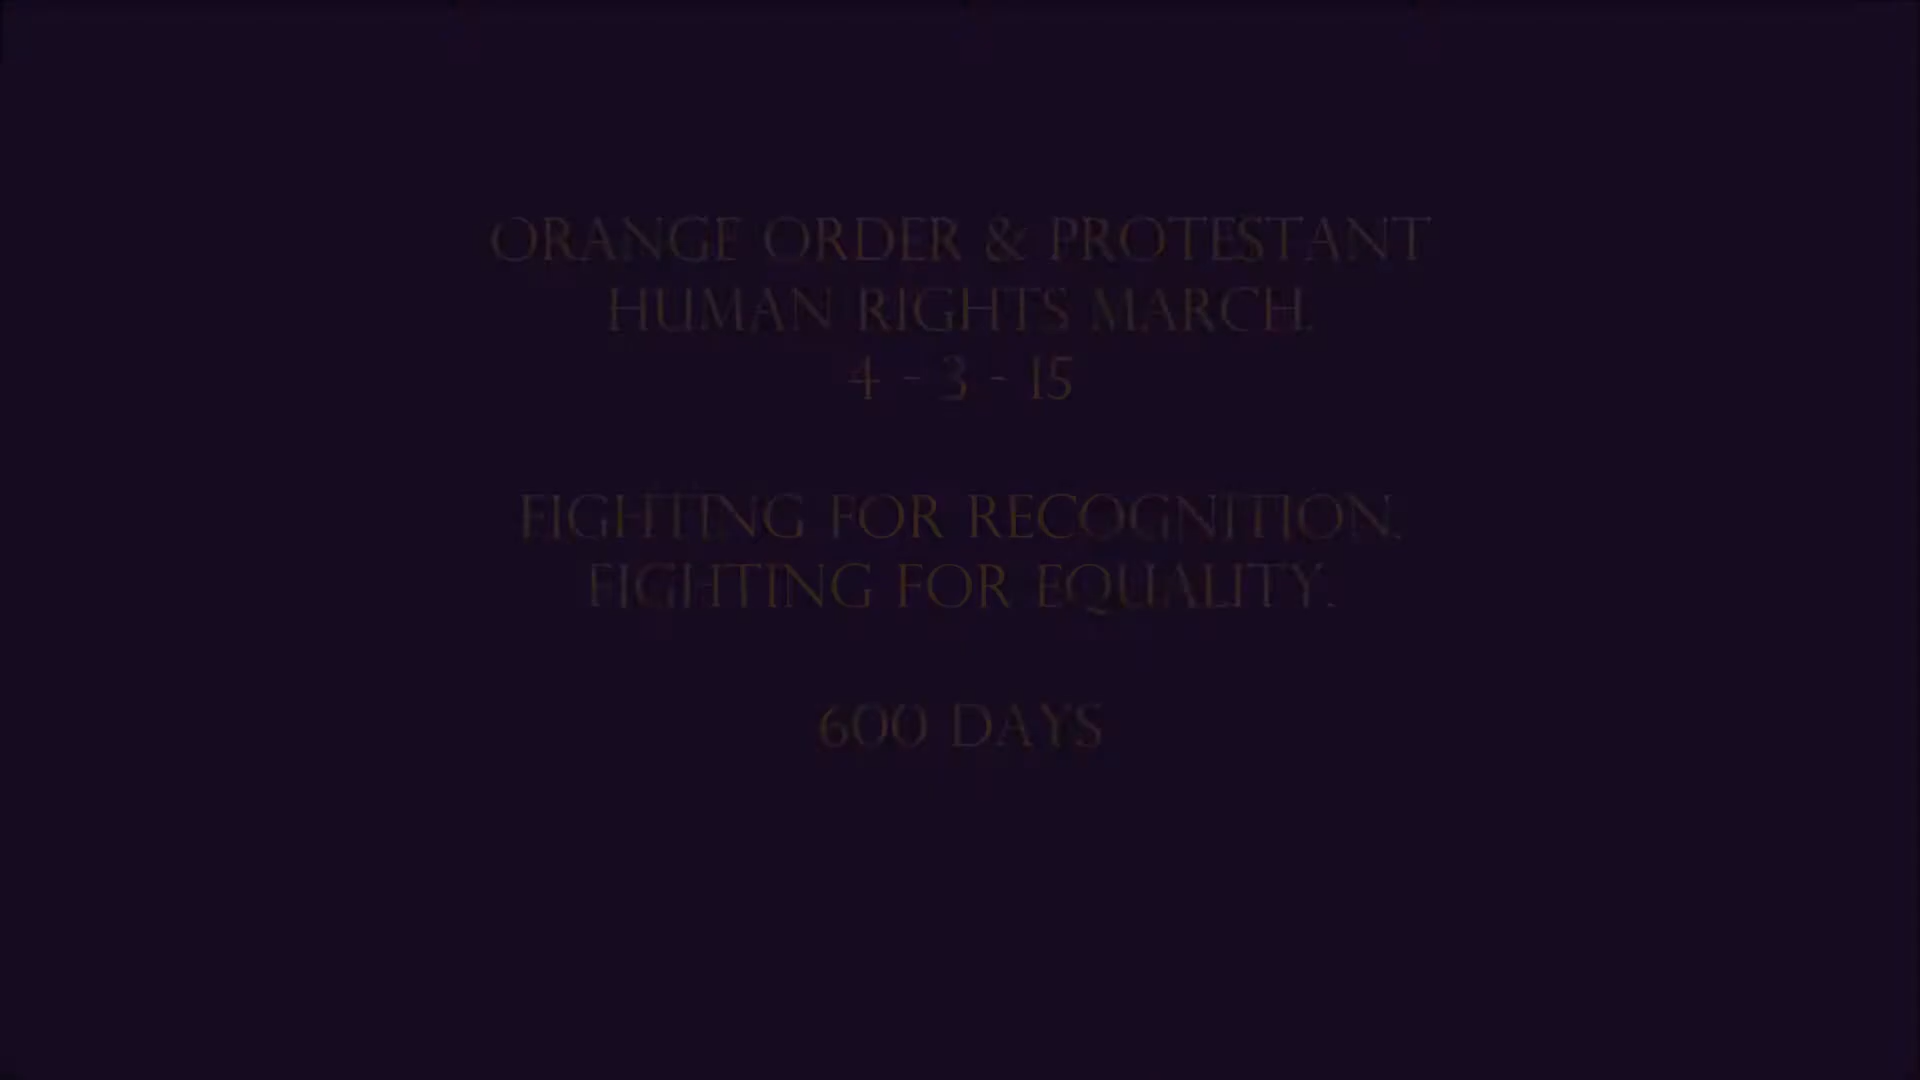 ORANGE ORDER & PROTESTANT
HUMAN RIGHTS MARCH.
4 - 3 - 15
FIGHTING FOR RECOGNITION.
FIGHTING FOR EQUALITY.
600 DAYS